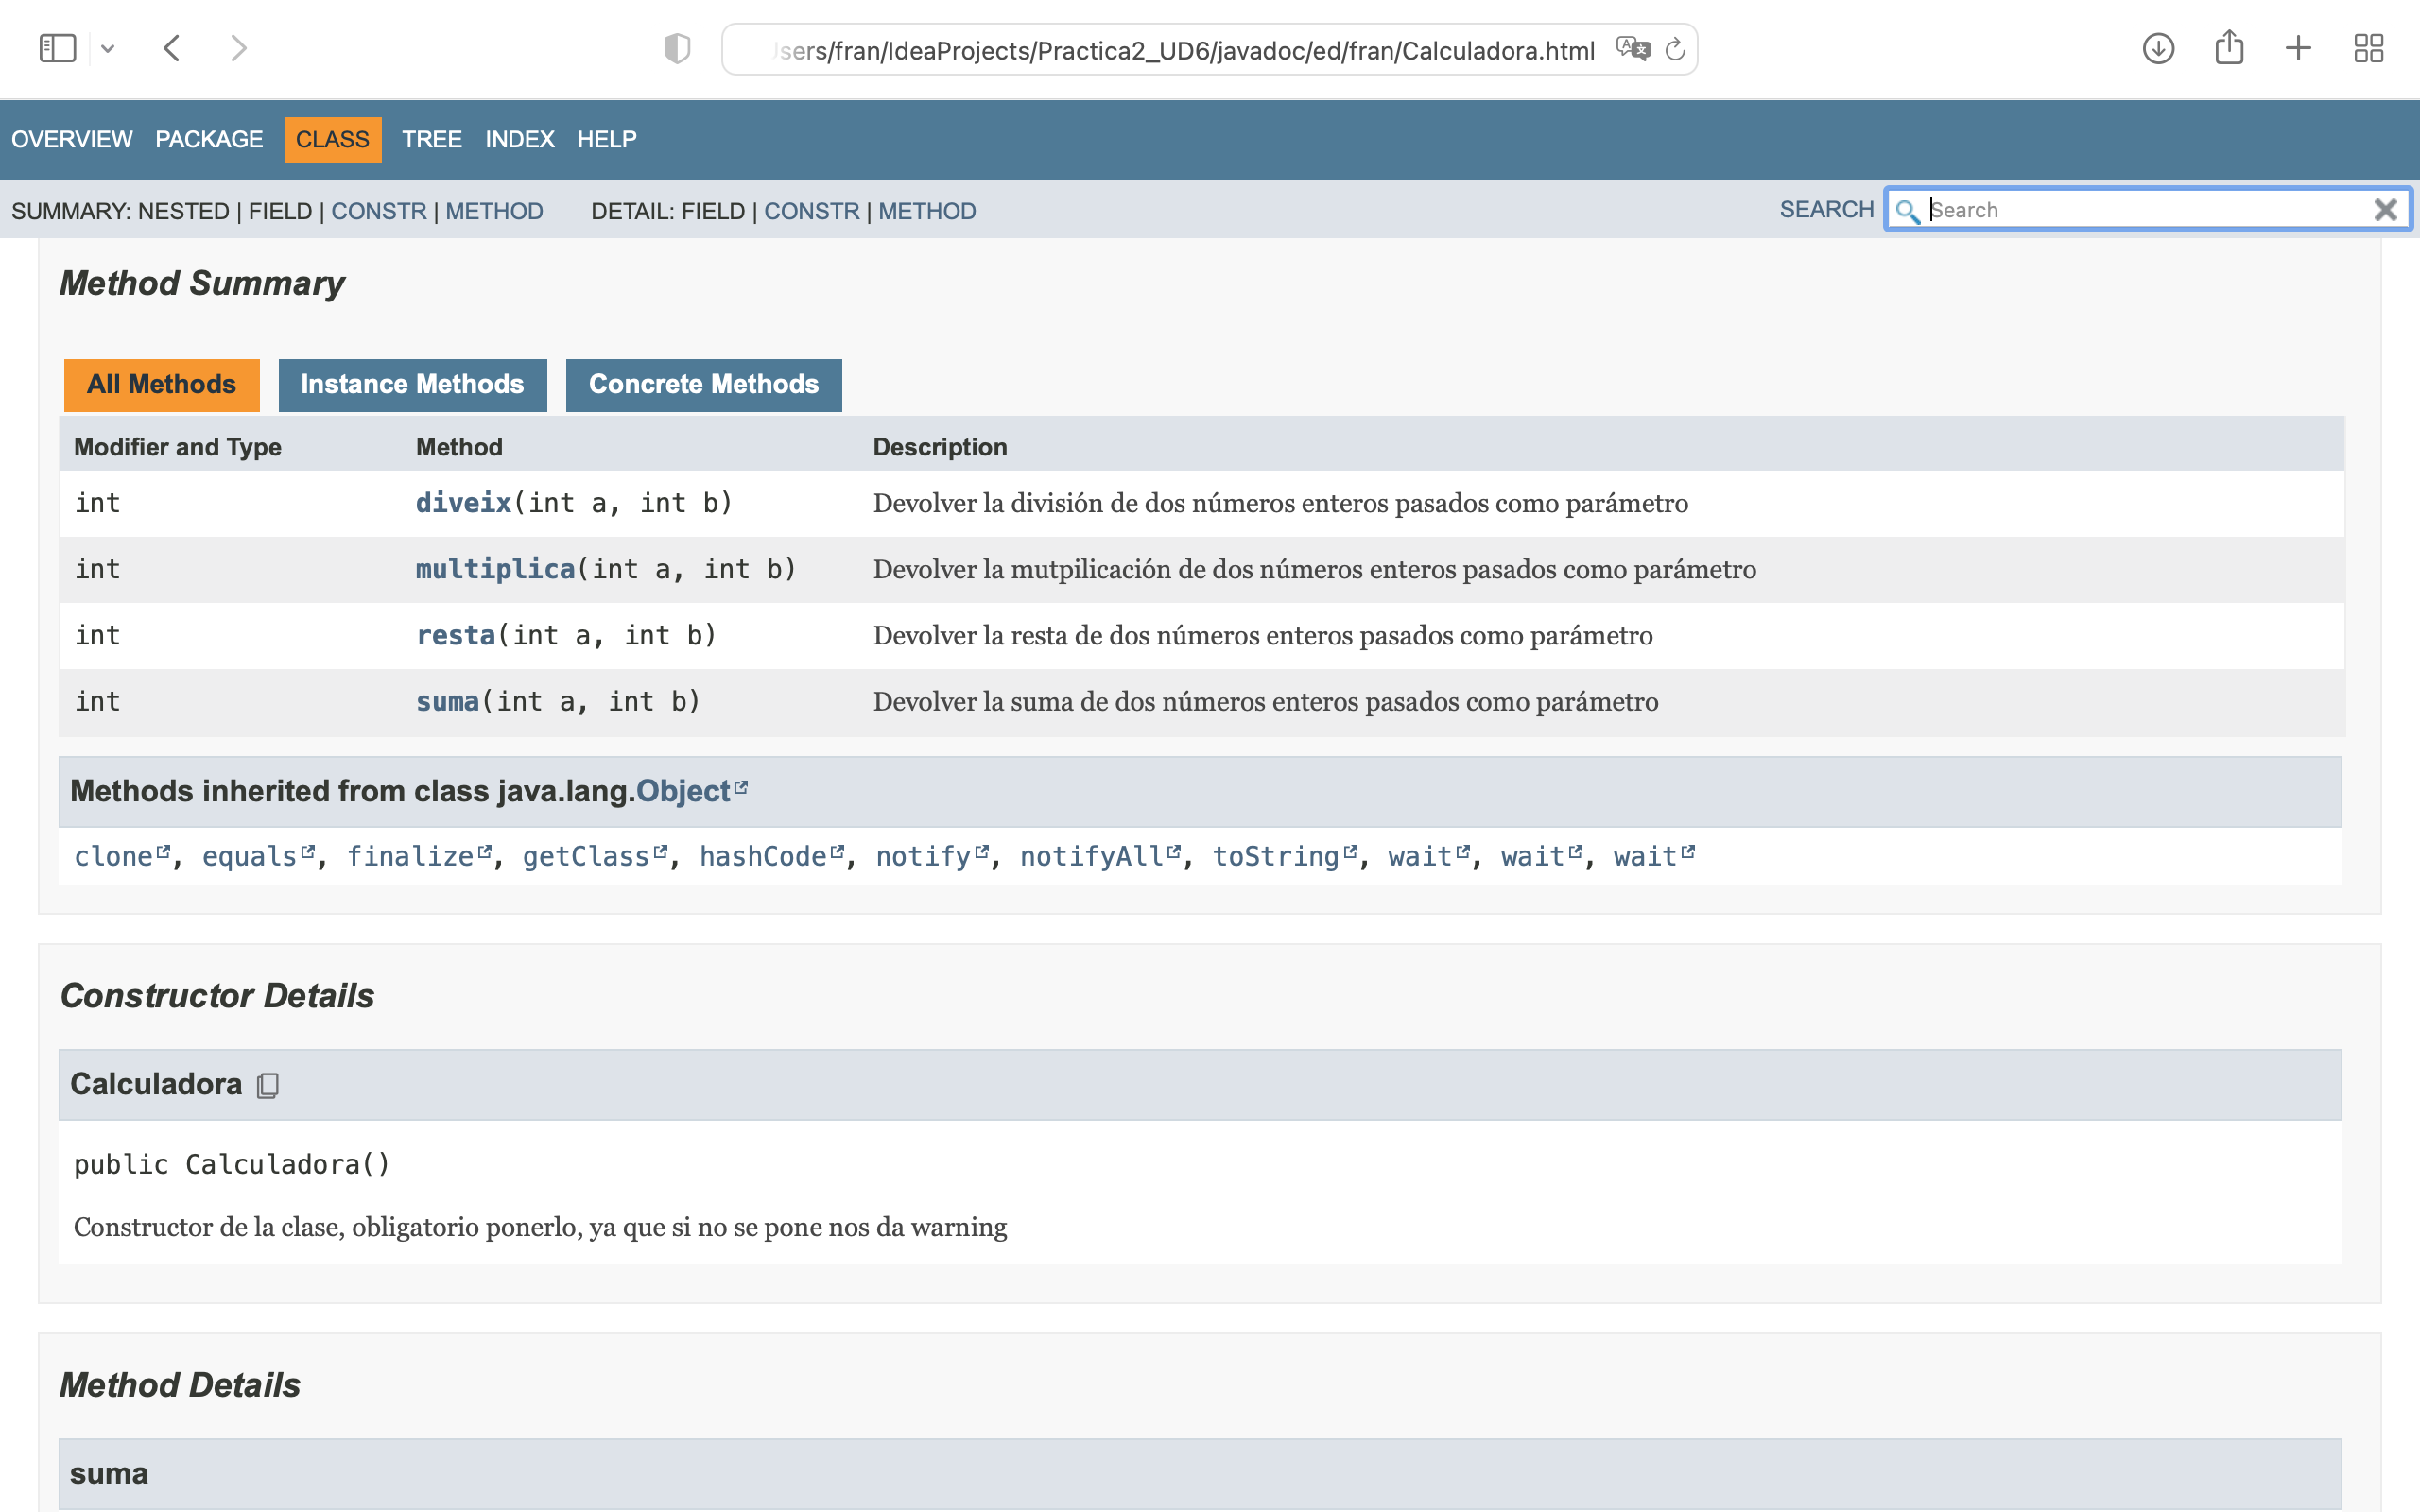 sers/fran/IdeaProjects/Practica2_UD6/javadoc/ed/fran/Calculadora.html
OVERVIEW PACKAGE CLASS TREE INDEX HELP
SUMMARY: NESTED | FIELD | CONSTR | METHOD DETAIL: FIELD | CONSTR | METHOD SEARCH Search
Method Summary
All Methods Instance Methods Concrete Methods
Modifier and Type Method Description
int diveix(int a, int b) Devolver la división de dos números enteros pasados como parámetro
int multiplica(int a, int b) Devolver la mutpilicación de dos números enteros pasados como parámetro
int resta(int a, int b) Devolver la resta de dos números enteros pasados como parámetro
int suma(int a, int b) Devolver la suma de dos números enteros pasados como parámetro
Methods inherited from class java.lang.Object
clone, equals, finalize, getClass, hashCode, notify, notifyAll, toString, wait, wait, wait
Constructor Details
Calculadora
public Calculadora()
Constructor de la clase, obligatorio ponerlo, ya que si no se pone nos da warning
Method Details
suma